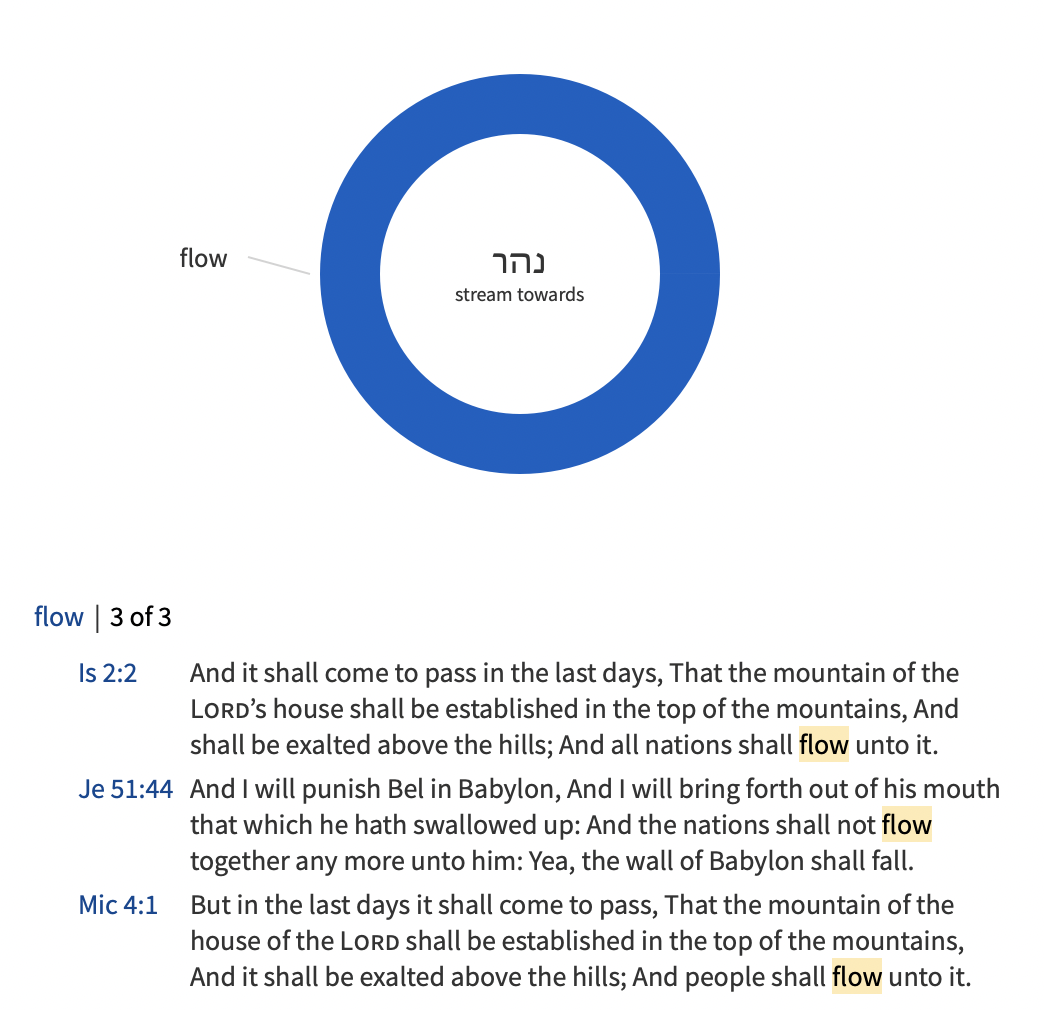 flow
נהר
stream towards
flow | 3 of 3
Is 2:2 And it shall come to pass in the last days, That the mountain of the
LORD’s house shall be established in the top of the mountains, And
shall be exalted above the hills; And all nations shall flow unto it.
Je 51:44 And I will punish Bel in Babylon, And I will bring forth out of his mouth
that which he hath swallowed up: And the nations shall not flow
together any more unto him: Yea, the wall of Babylon shall fall.
Mic 4:1 But in the last days it shall come to pass, That the mountain of the
house of the LORD shall be established in the top of the mountains,
And it shall be exalted above the hills; And people shall flow unto it.